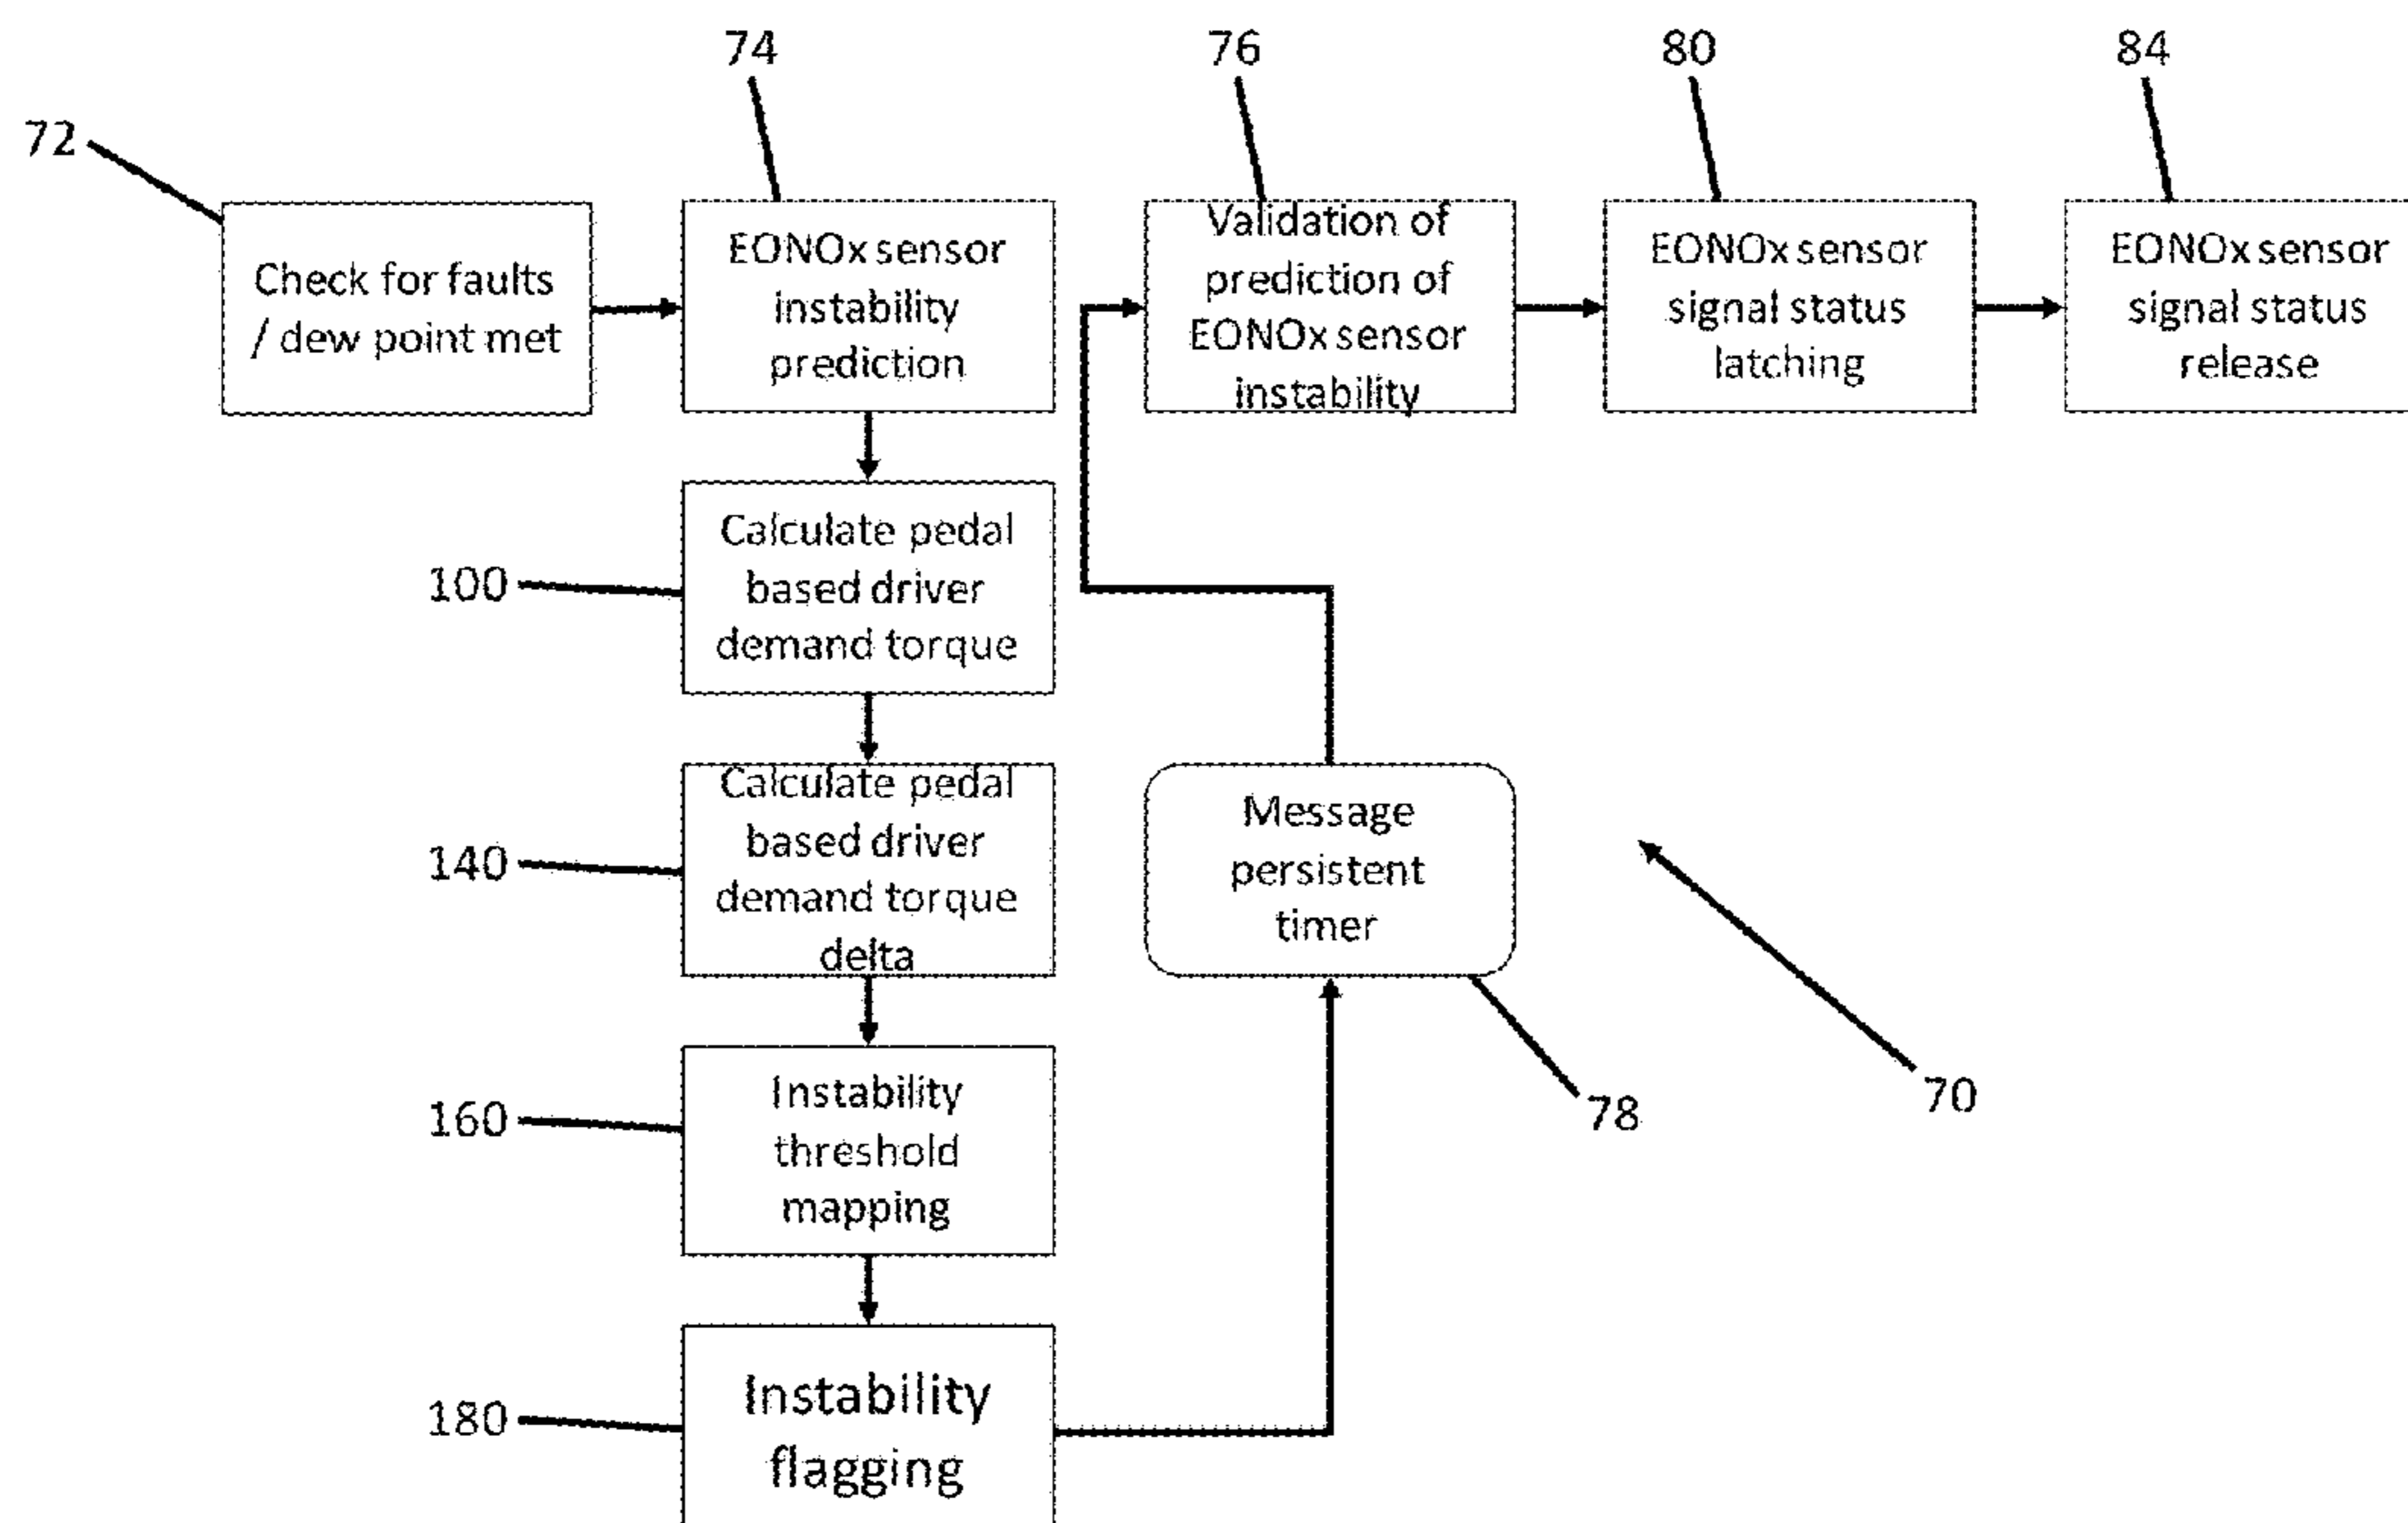 74
76
80
84
72
Check for faults
/ dew point met
EONOx sensor
instability
prediction
Validation of
prediction of
EONOx sensor
instability
EONOx sensor
signal status
latching
EONOx sensor
signal status
release
100
Calculate pedal
based driver
demand torque
140
Calculate pedal
based driver
demand torque
delta
Message
persistent
timer
78
70
160
Instability
threshold
mapping
180
Instability
flagging